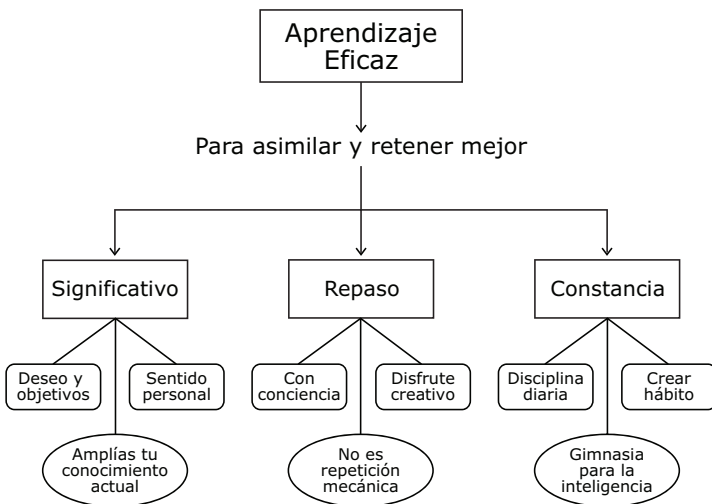 Aprendizaje
Eficaz
Para asimilar y retener mejor
Significativo
Repaso
Constancia
Deseo y
objetivos
Sentido
personal
Con
conciencia
Disfrute
creativo
Disciplina
diaria
Crear
hábito
Amplías tu
conocimiento
actual
No es
repetición
mecánica
Gimnasia
para la
inteligencia